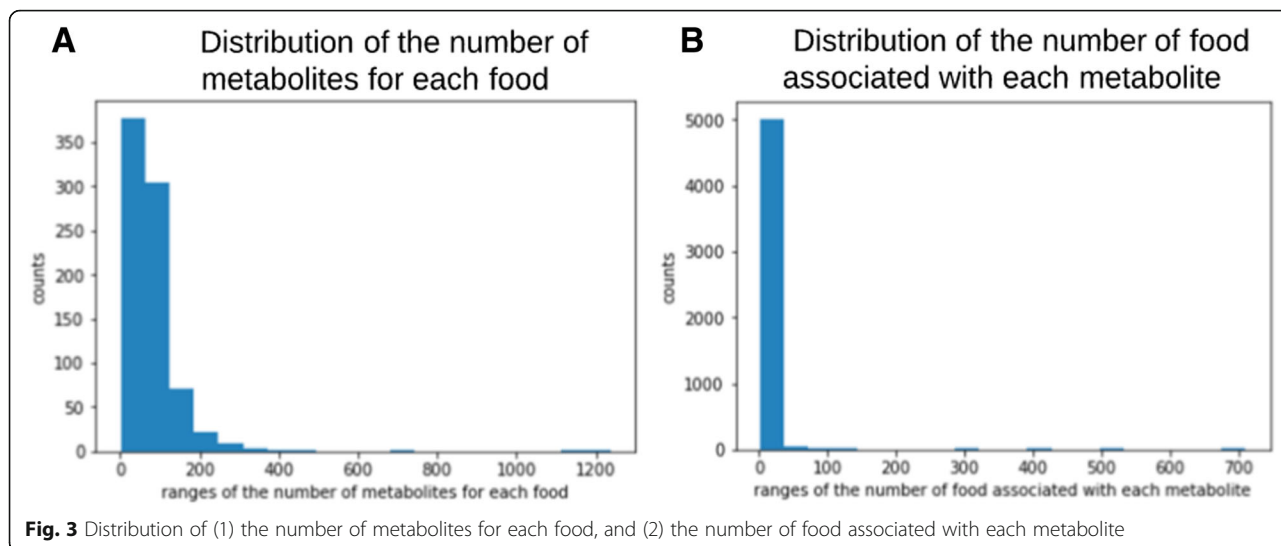 A
Distribution of the number of
metabolites for each food
350
300
250
200
150
100
50
0
counts
0 200 400 600 800 1000 1200
ranges of the number of metabolites for each food
B
Distribution of the number of food
associated with each metabolite
5000
4000
3000
2000
1000
0
counts
0 100 200 300 400 500 600 700
ranges of the number of food associated with each metabolite
Fig. 3 Distribution of (1) the number of metabolites for each food, and (2) the number of food associated with each metabolite